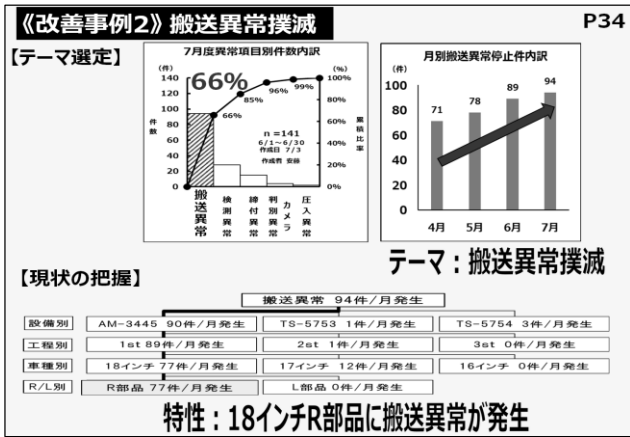 《改善事例2》搬送異常撲滅
P34
【テーマ選定】
7月度異常項目別件数内訳
(件)
(%)
140
120
100
80
60
40
20
0
件数
66%
66%
85%
96%
99%
100%
80%
60%
40%
20%
0%
累積比率
n=141
6/1～6/30
作成日 7/3
作成者 安藤
搬送異常
検測異常
締付異常
判別異常
カメラ
圧入異常
月別搬送異常停止件内訳
(件)
100
80
60
40
20
0
71
78
89
94
4月
5月
6月
7月
テーマ：搬送異常撲滅
【現状の把握】
搬送異常 94件/月発生
設備別
AM-3445 90件/月発生
TS-5753 1件/月発生
TS-5754 3件/月発生
工程別
1st 89件/月発生
2st 1件/月発生
3st 0件/月発生
車種別
18インチ 77件/月発生
17インチ 12件/月発生
16インチ 0件/月発生
R/L別
R部品 77件/月発生
L部品 0件/月発生
特性：18インチR部品に搬送異常が発生